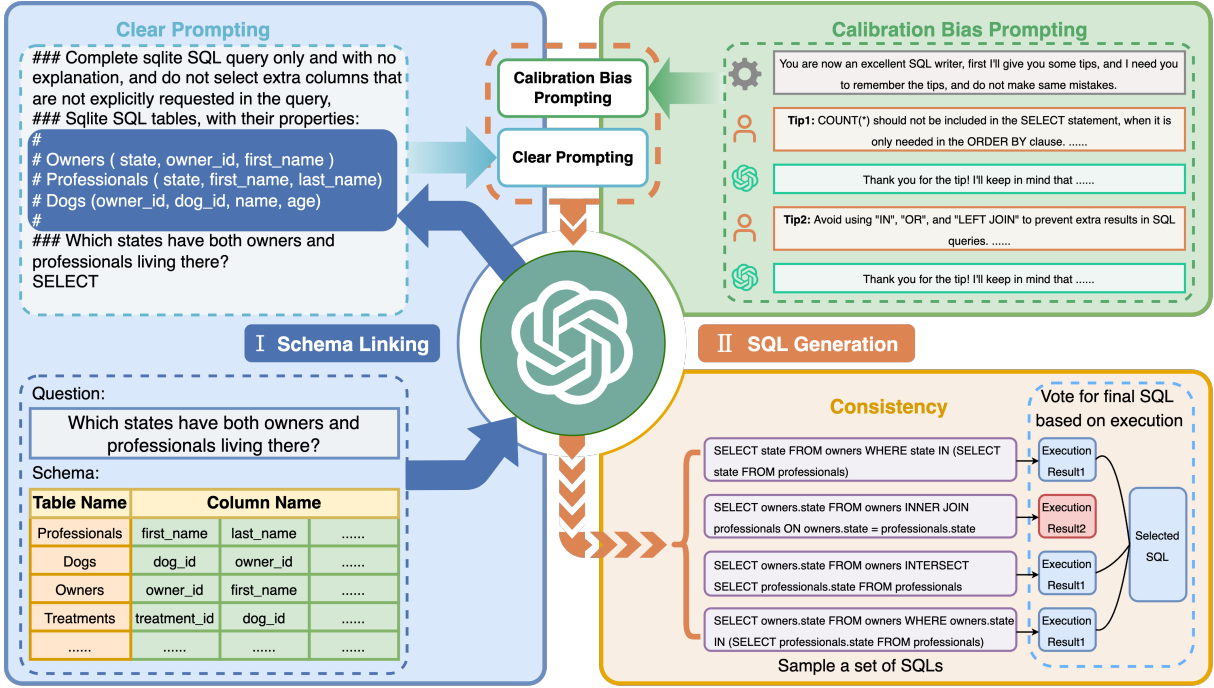 Clear Prompting
### Complete sqlite SQL query only and with no
explanation, and do not select extra columns that
are not explicitly requested in the query,
### Sqlite SQL tables, with their properties:
#
# Owners ( state, owner_id, first_name )
# Professionals ( state, first_name, last_name)
# Dogs (owner_id, dog_id, name, age)
#
### Which states have both owners and
professionals living there?
SELECT
Calibration Bias
Prompting
Clear Prompting
Calibration Bias Prompting
You are now an excellent SQL writer, first I'll give you some tips, and I need you
to remember the tips, and do not make same mistakes.
Tip1: COUNT(*) should not be included in the SELECT statement, when it is
only needed in the ORDER BY clause. ......
Thank you for the tip! I'll keep in mind that ......
Tip2: Avoid using "IN", "OR", and "LEFT JOIN" to prevent extra results in SQL
queries. ......
Thank you for the tip! I'll keep in mind that ......
I Schema Linking
II SQL Generation
Question:
Which states have both owners and
professionals living there?
Schema:
Table Name Column Name
Professionals first_name last_name ......
Dogs dog_id owner_id ......
Owners owner_id first_name ......
Treatments treatment_id dog_id ......
...... ...... ...... ......
Consistency
Vote for final SQL
based on execution
SELECT state FROM owners WHERE state IN (SELECT
state FROM professionals)
Execution
Result1
SELECT owners.state FROM owners INNER JOIN
professionals ON owners.state = professionals.state
Execution
Result2
SELECT owners.state FROM owners INTERSECT
SELECT professionals.state FROM professionals
Execution
Result1
SELECT owners.state FROM owners WHERE owners.state
IN (SELECT professionals.state FROM professionals)
Execution
Result1
Selected
SQL
Sample a set of SQLs